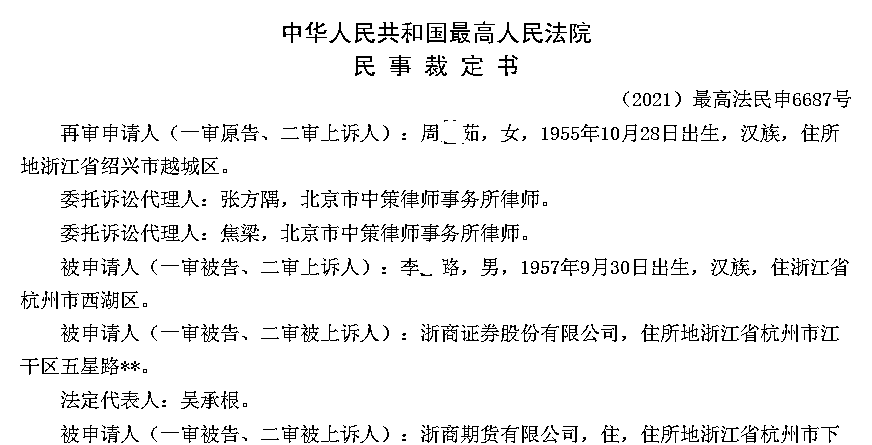 中华人民共和国最高人民法院
民事裁定书
（2021）最高法民申6687号
再审申请人（一审原告、二审上诉人）：周 茹，女，1955年10月28日出生，汉族，住所
地浙江省绍兴市越城区。
委托诉讼代理人：张方隅，北京市中策律师事务所律师。
委托诉讼代理人：焦梁，北京市中策律师事务所律师。
被申请人（一审被告、二审上诉人）：李 路，男，1957年9月30日出生，汉族，住浙江省
杭州市西湖区。
被申请人（一审被告、二审被上诉人）：浙商证券股份有限公司，住所地浙江省杭州市江
干区五星路**。
法定代表人：吴承根。
被申请人（一审被告、二审被上诉人）：浙商期货有限公司，住，住所地浙江省杭州市下